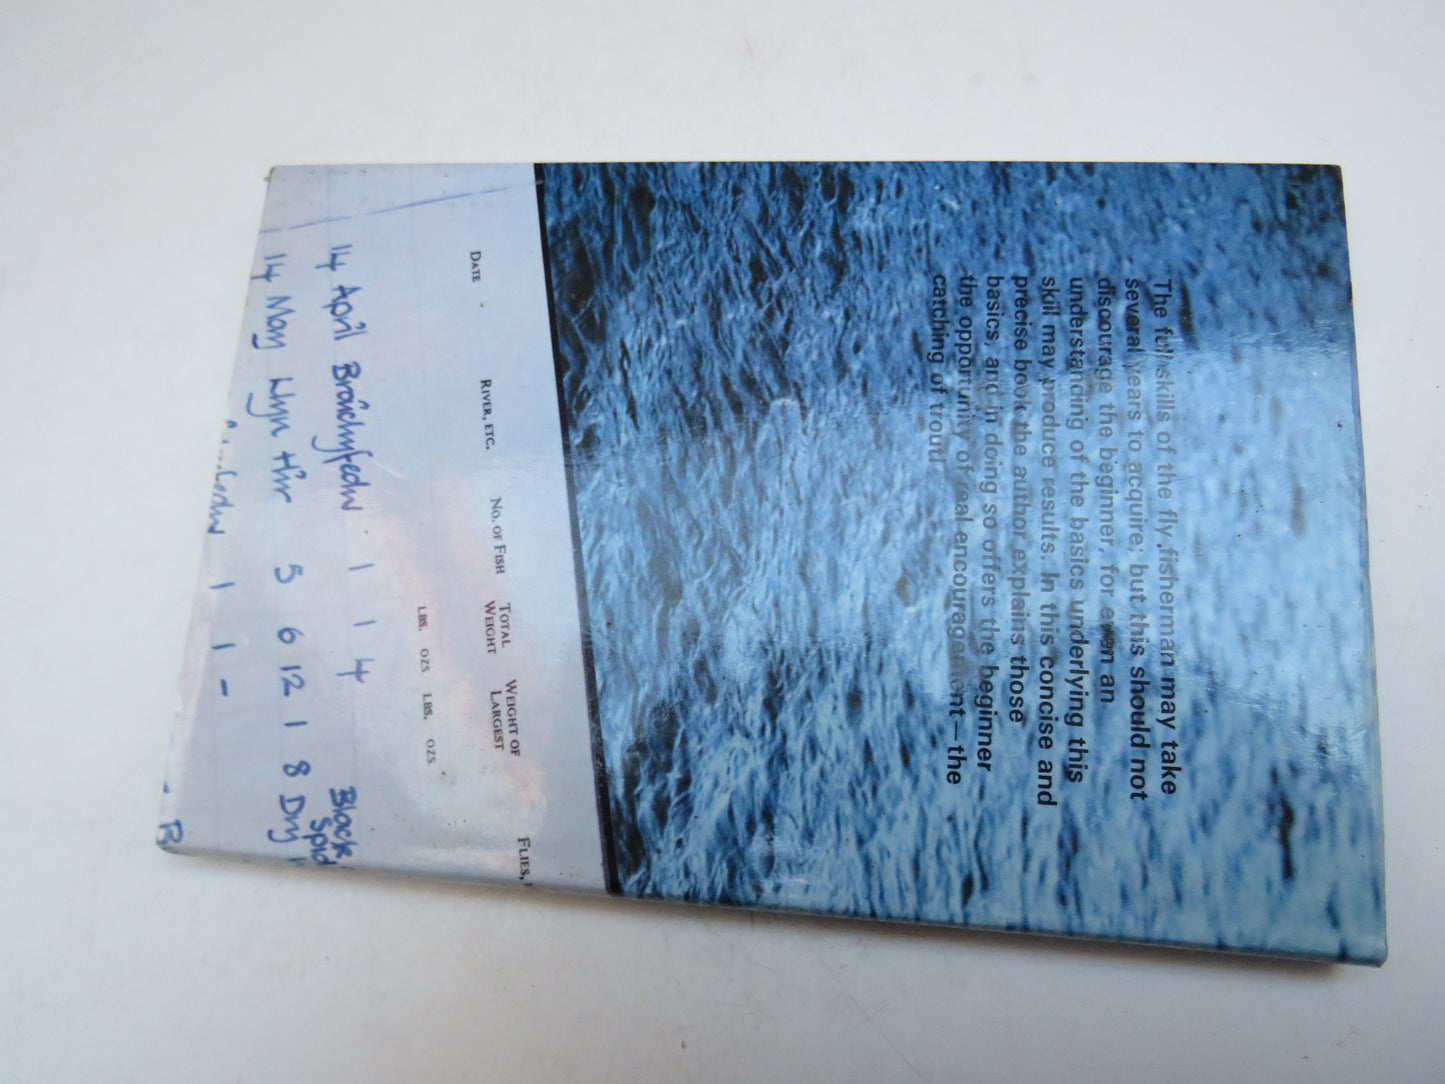 The full skills of the fly fisherman may take
several years to acquire; but this should not
discourage the beginner, for even an
understanding of the basics underlying this
skill may produce results. In this concise and
precise book the author explains those
basics, and in doing so offers the beginner
the opportunity of real encouragement—the
catching of trout!
DATE RIVER, ETC. NO. OF FISH TOTAL WEIGHT WEIGHT OF LARGEST FLIES,
LBS. OZS LBS. OZS.
14 April 1 1 4 Black
14 May Llyn Hir 5 6 12 1 8 Dry
1 1 -